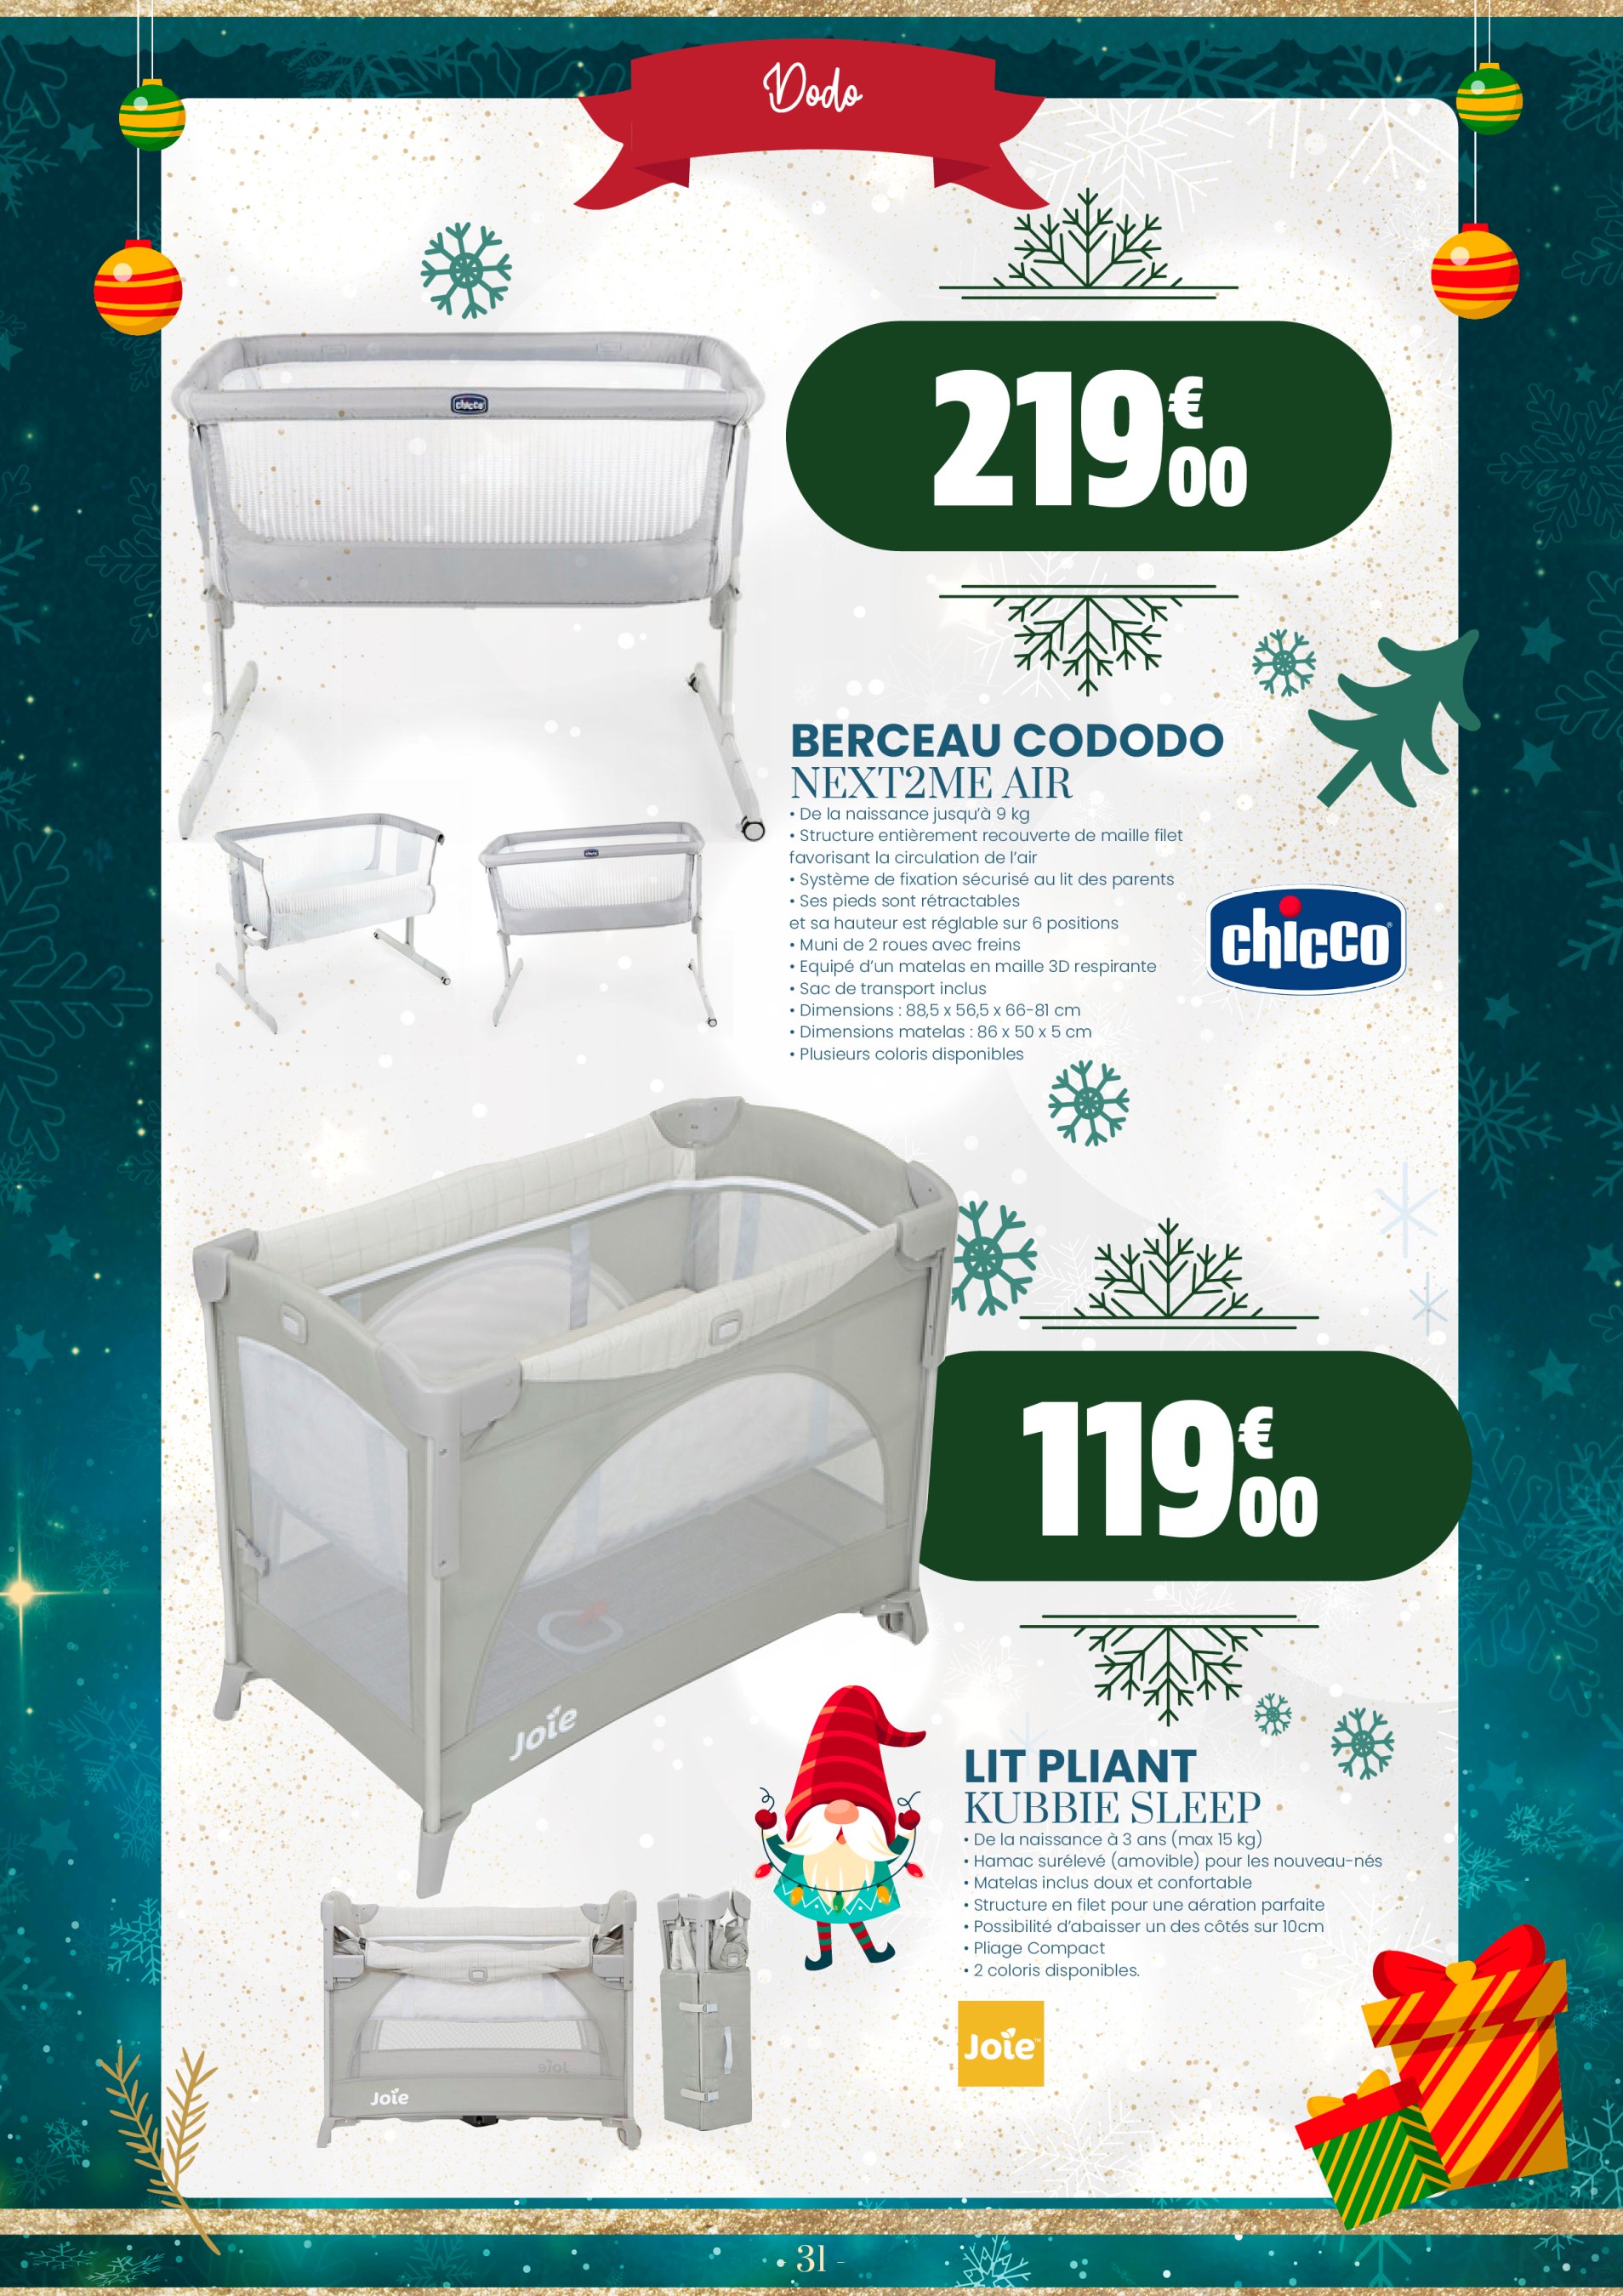 Dodo
chicco
219€00
BERCEAU CODODO
NEXT2ME AIR
• De la naissance jusqu'à 9 kg
• Structure entièrement recouverte de maille filet
favorisant la circulation de l'air
• Système de fixation sécurisé au lit des parents
• Ses pieds sont rétractables
et sa hauteur est réglable sur 6 positions
• Muni de 2 roues avec freins
• Equipé d'un matelas en maille 3D respirante
• Sac de transport inclus
• Dimensions : 88,5 x 56,5 x 66-81 cm
• Dimensions matelas : 86 x 50 x 5 cm
• Plusieurs coloris disponibles
chicco
119€00
Joie
LIT PLIANT
KUBBIE SLEEP
• De la naissance à 3 ans (max 15 kg)
• Hamac surélevé (amovible) pour les nouveau-nés
• Matelas inclus doux et confortable
• Structure en filet pour une aération parfaite
• Possibilité d'abaisser un des côtés sur 10cm
• Pliage Compact
• 2 coloris disponibles.
Joie™
Joie
- 31 -